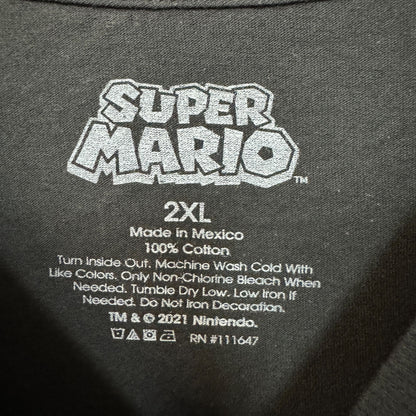 SUPER
MARIO™
2XL
Made in Mexico
100% Cotton
Turn Inside Out. Machine Wash Cold With
Like Colors. Only Non-Chlorine Bleach When
Needed. Tumble Dry Low. Low Iron if
Needed. Do Not Iron Decoration.
TM & © 2021 Nintendo.
RN #111647